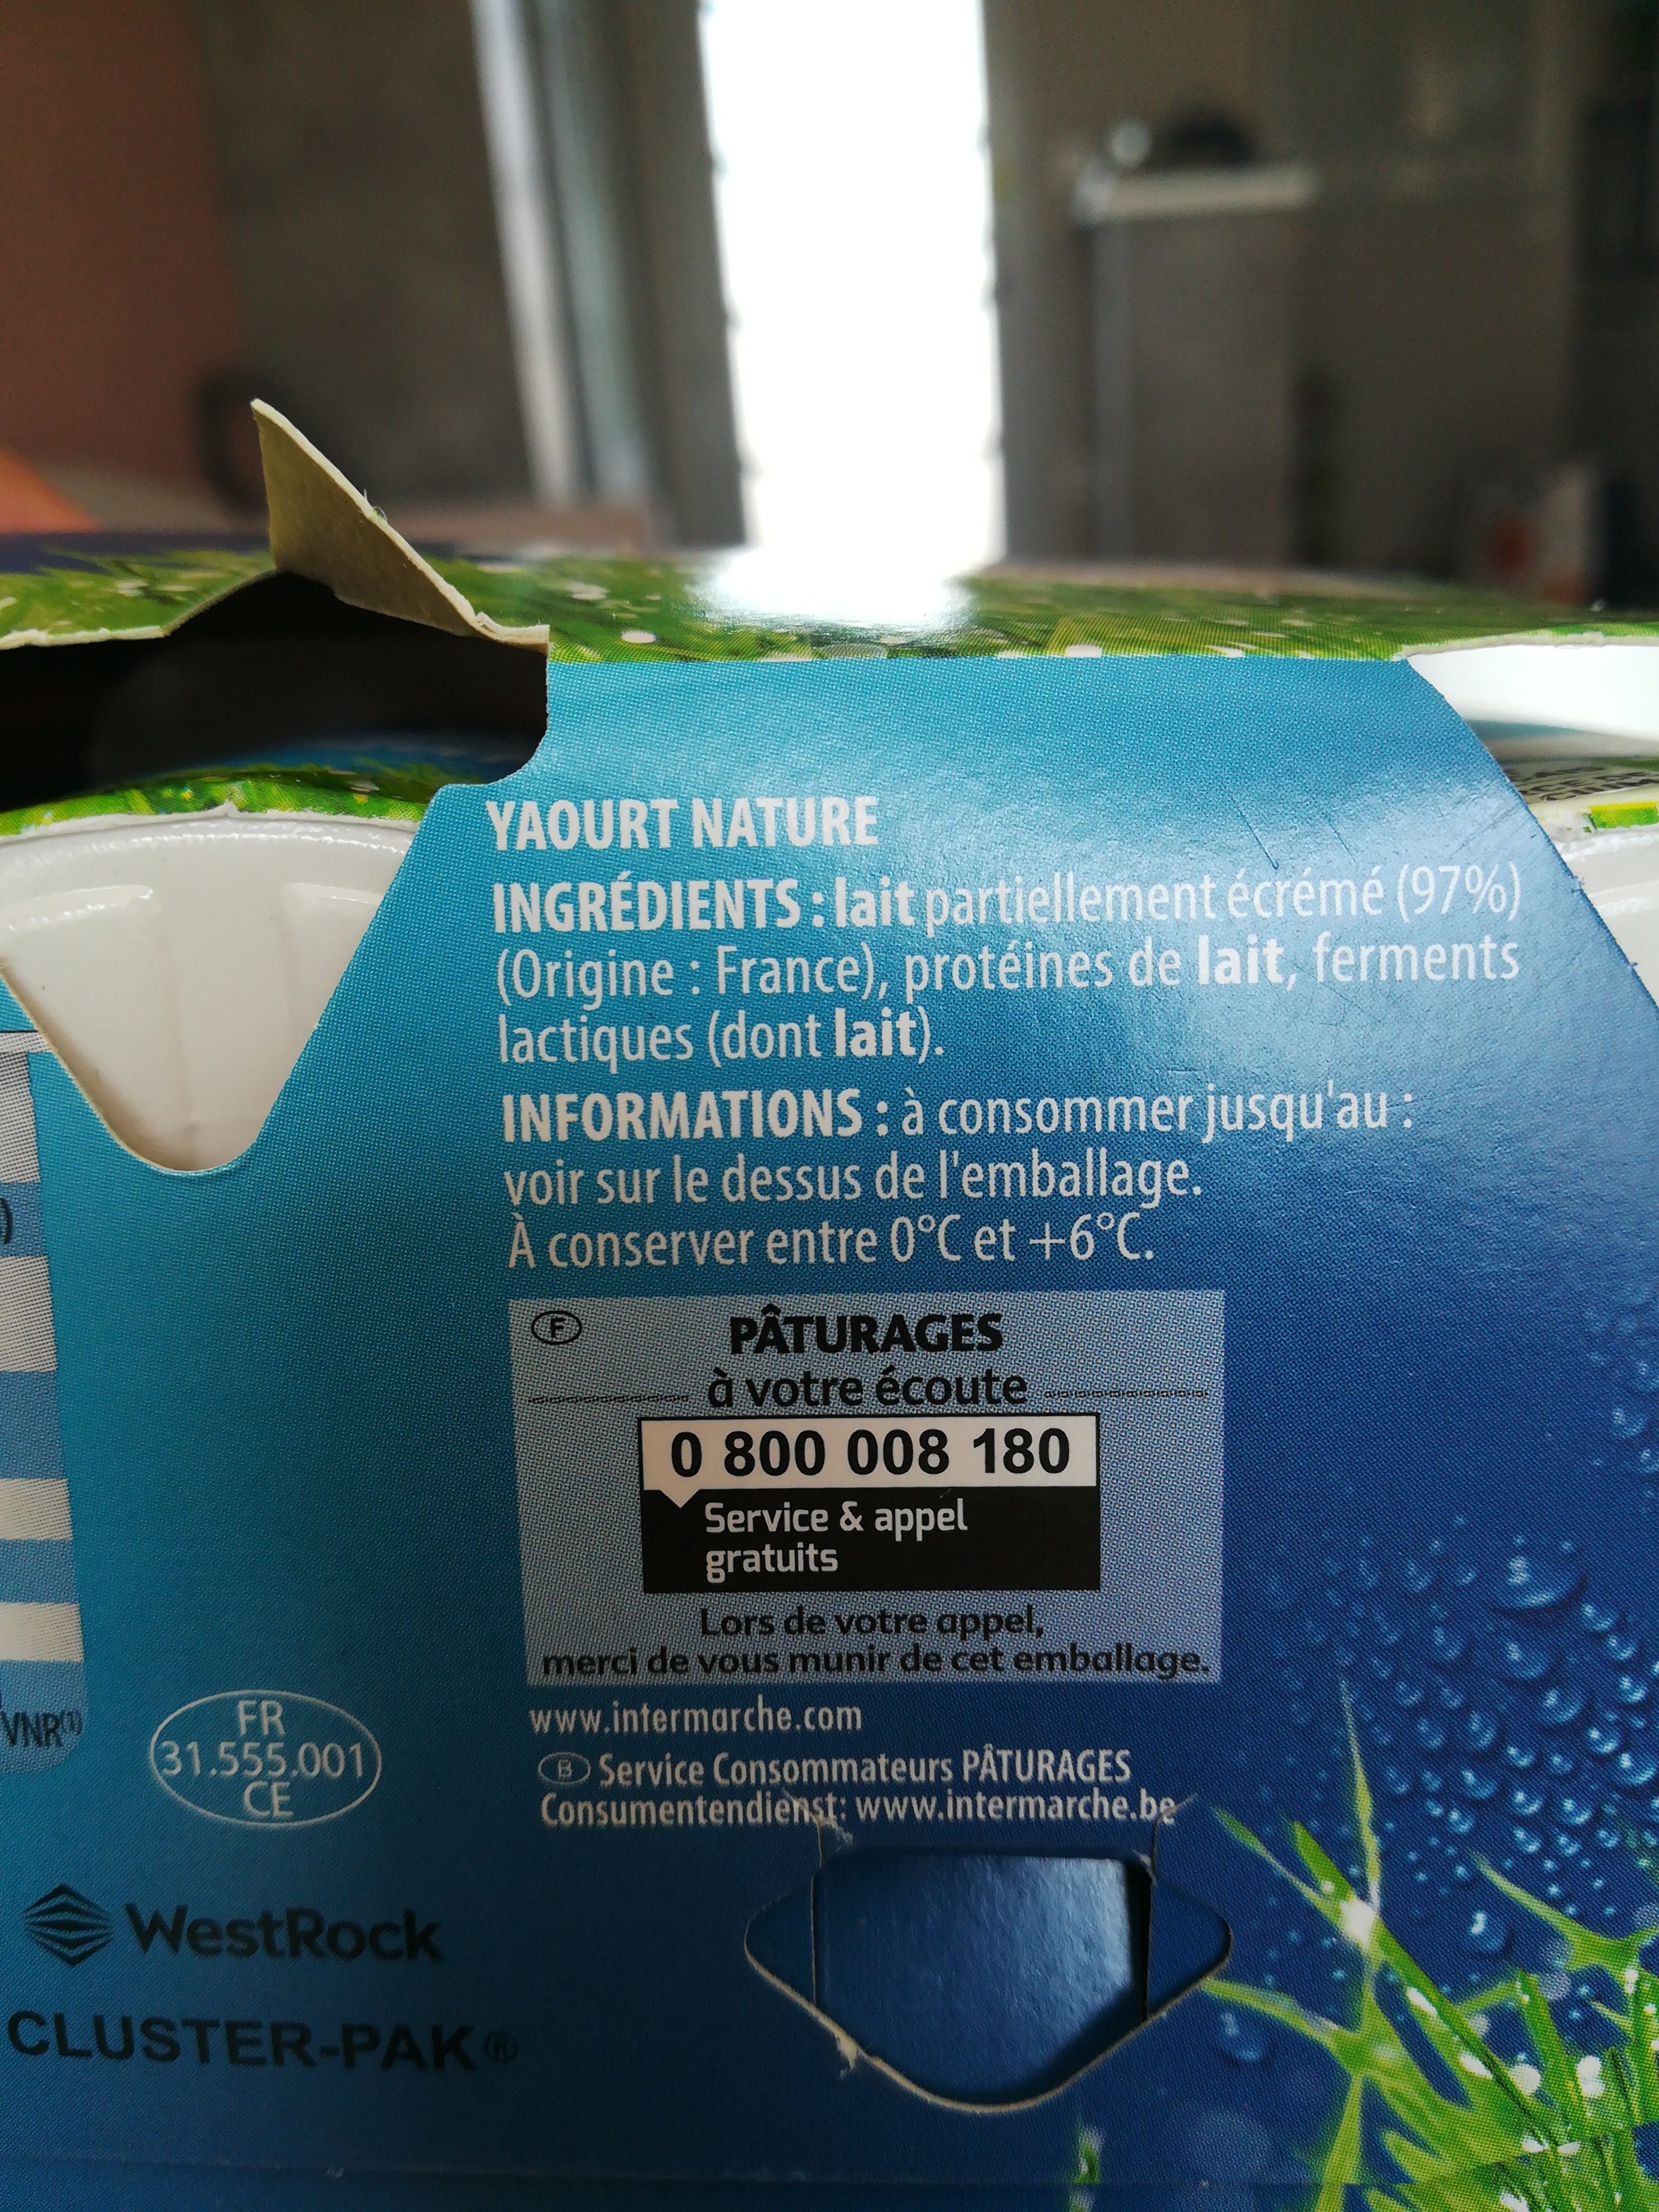 YAOURT NATURE
INGRÉDIENTS : lait partiellement écrémé (97%)
(Origine : France), protéines de lait, ferments
lactiques (dont lait).
INFORMATIONS : à consommer jusqu'au :
voir sur le dessus de l'emballage.
À conserver entre 0°C et +6°C.
F
PÂTURAGES
à votre écoute
0 800 008 180
Service & appel
gratuits
Lors de votre appel,
merci de vous munir de cet emballage.
www.intermarche.com
B Service Consommateurs PÂTURAGES
Consumentendienst: www.intermarche.be
)
VNR(1)
FR
31.555.001
CE
WestRock
CLUSTER-PAK®